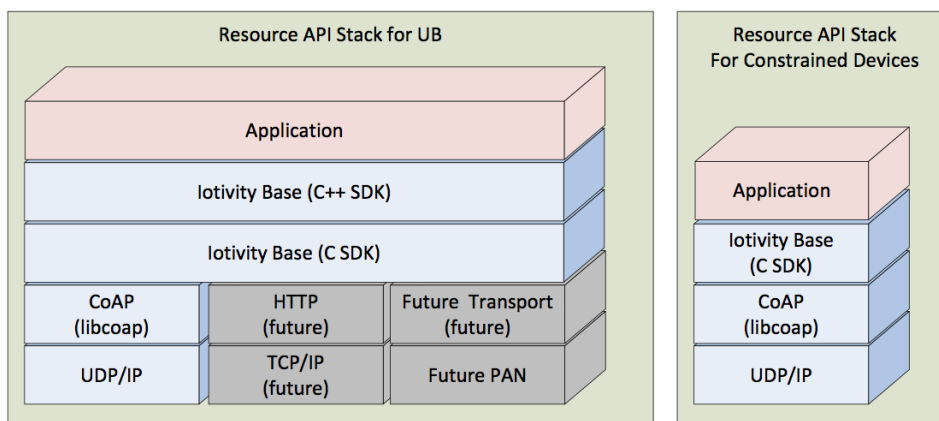 Resource API Stack for UB
Application
Iotivity Base (C++ SDK)
Iotivity Base (C SDK)
CoAP
(libcoap)
HTTP
(future)
Future Transport
(future)
UDP/IP
TCP/IP
(future)
Future PAN
Resource API Stack
For Constrained Devices
Application
Iotivity Base
(C SDK)
CoAP
(libcoap)
UDP/IP